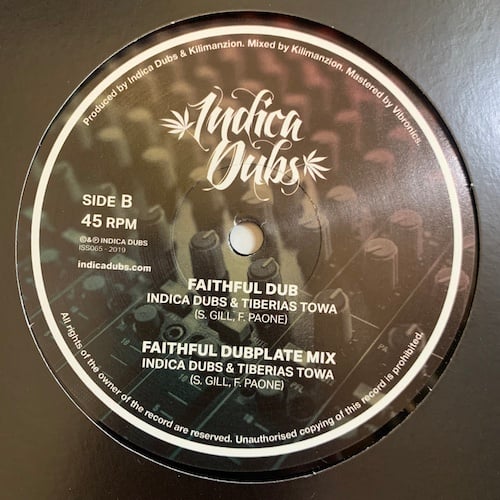 Produced by Indica Dubs & Kilimanzion. Mixed by Kilimanzion. Mastered by Vibronics.
Indica
Dubs
SIDE B
45 RPM
©&℗ INDICA DUBS
ISS065 - 2019
indicadubs.com
FAITHFUL DUB
INDICA DUBS & TIBERIAS TOWA
(S. GILL, F. PAONE)
FAITHFUL DUBPLATE MIX
INDICA DUBS & TIBERIAS TOWA
(S. GILL, F. PAONE)
All rights of the owner of the record are reserved. Unauthorised copying of this record is prohibited.